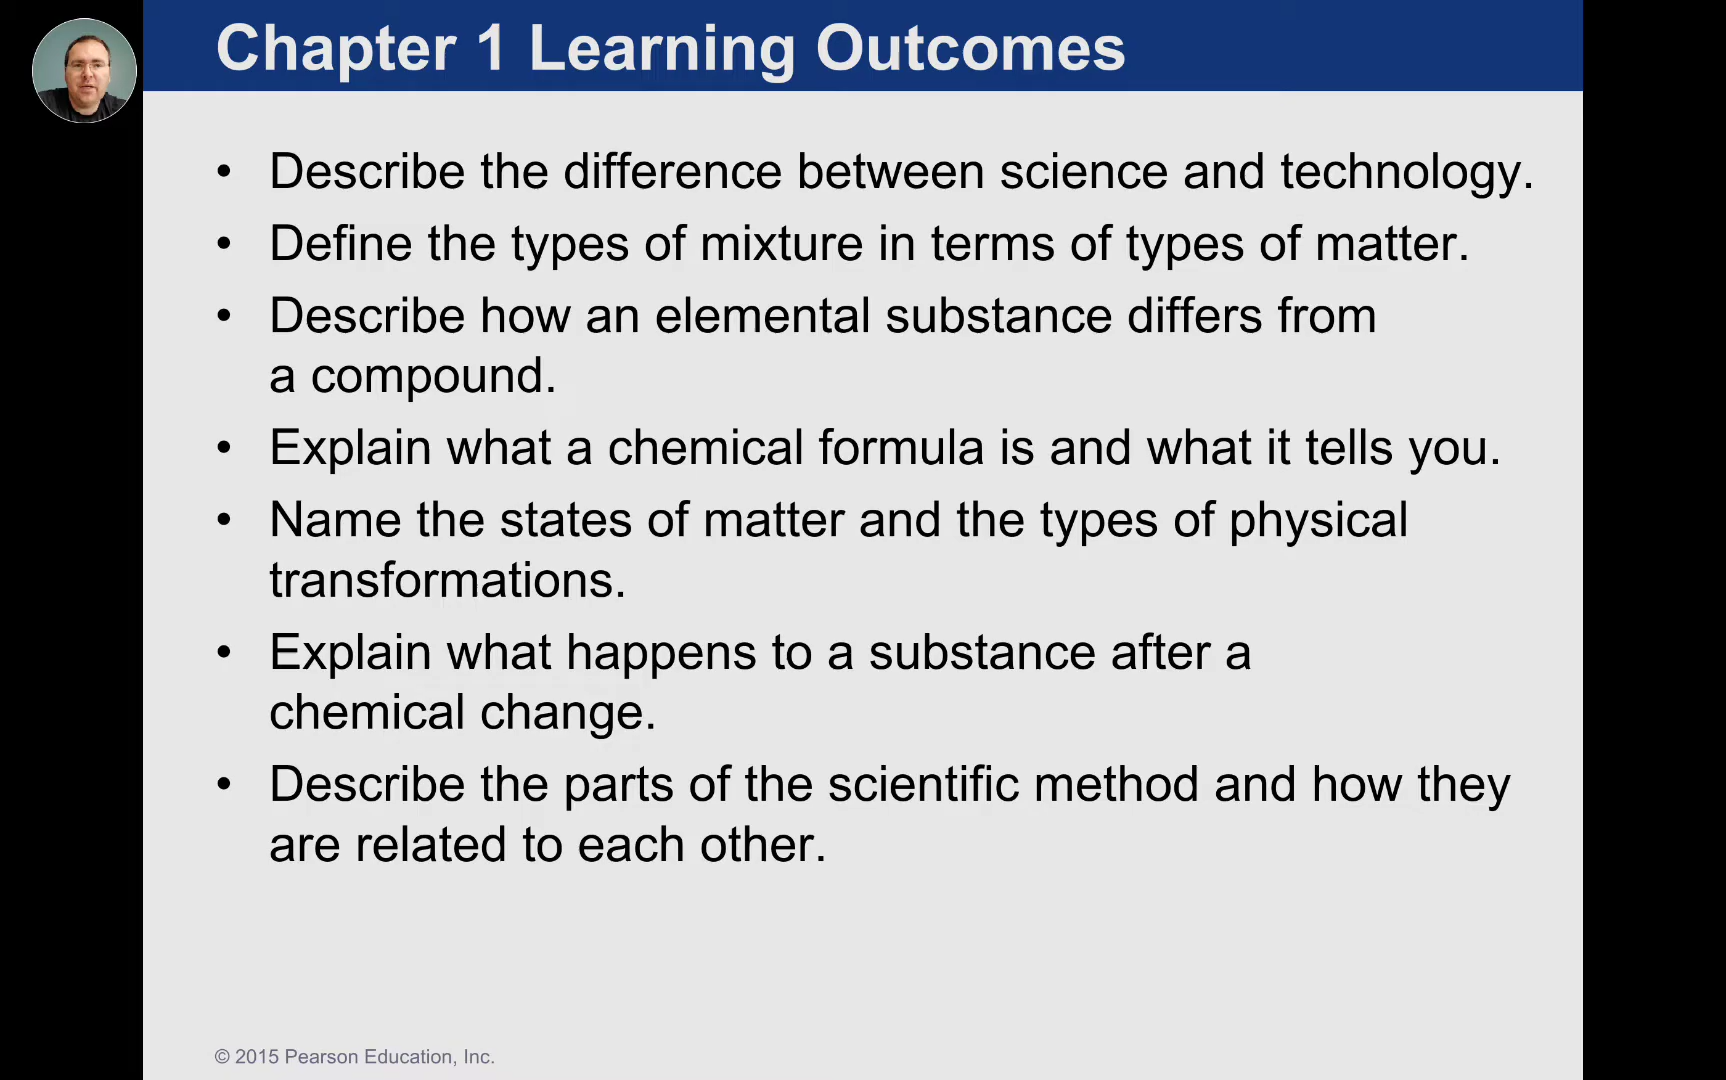 Chapter 1 Learning Outcomes
• Describe the difference between science and technology.
• Define the types of mixture in terms of types of matter.
• Describe how an elemental substance differs from
a compound.
• Explain what a chemical formula is and what it tells you.
• Name the states of matter and the types of physical
transformations.
• Explain what happens to a substance after a
chemical change.
• Describe the parts of the scientific method and how they
are related to each other.
© 2015 Pearson Education, Inc.